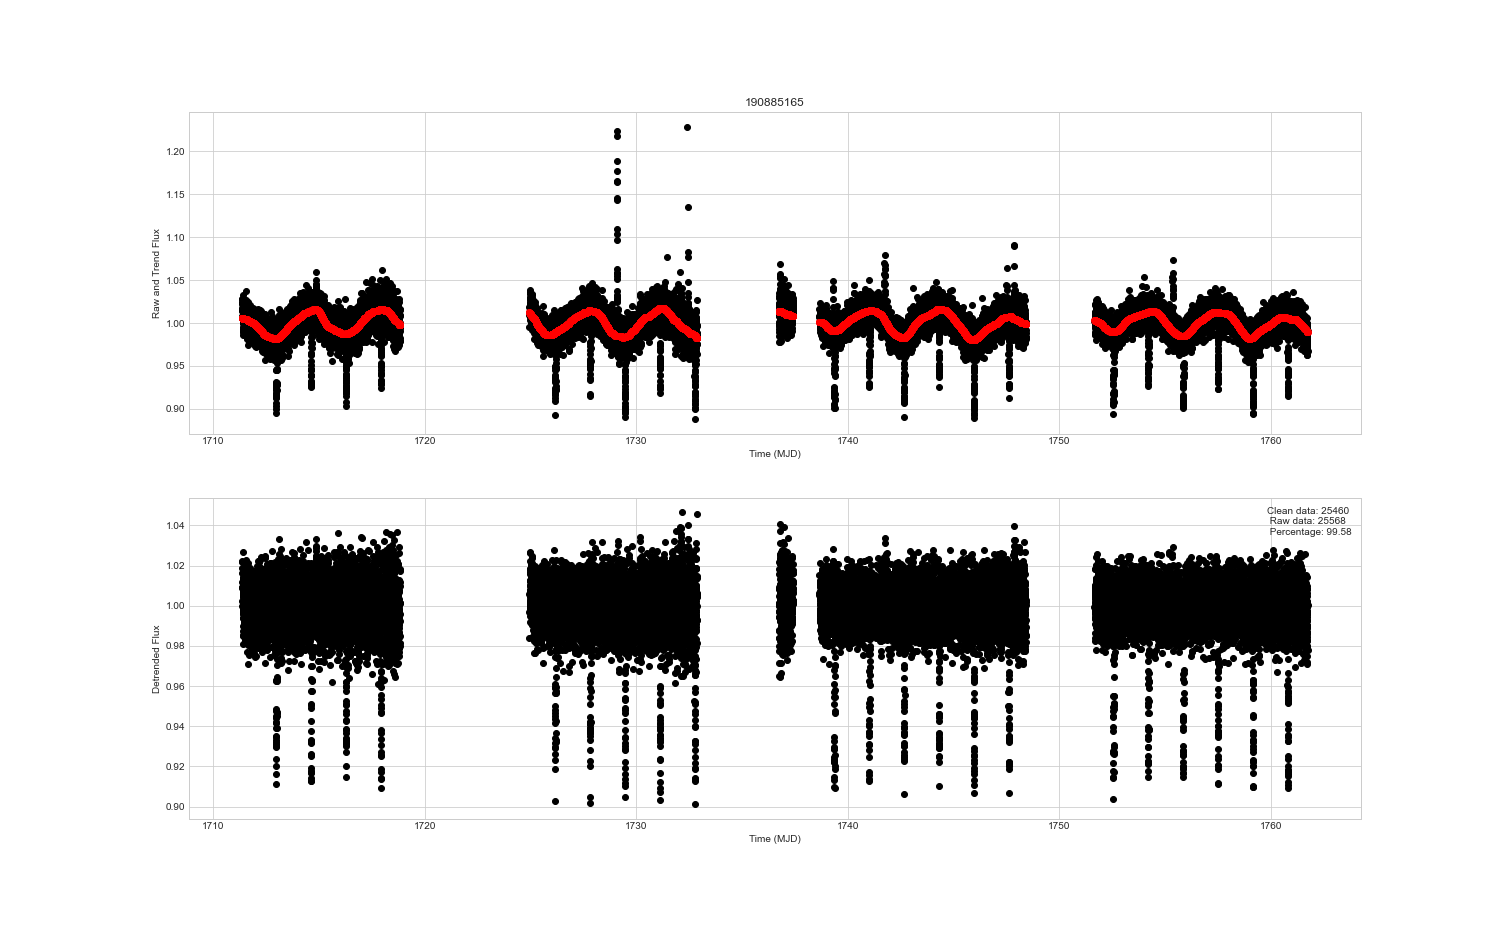 190885165
1.20
1.15
1.10
1.05
1.00
0.95
0.90
Raw and Trend Flux
1710 1720 1730 1740 1750 1760
Time (MJD)
Clean data: 25460
Raw data: 25568
Percentage: 99.58
1.04
1.02
1.00
0.98
0.96
0.94
0.92
0.90
Detrended Flux
1710 1720 1730 1740 1750 1760
Time (MJD)